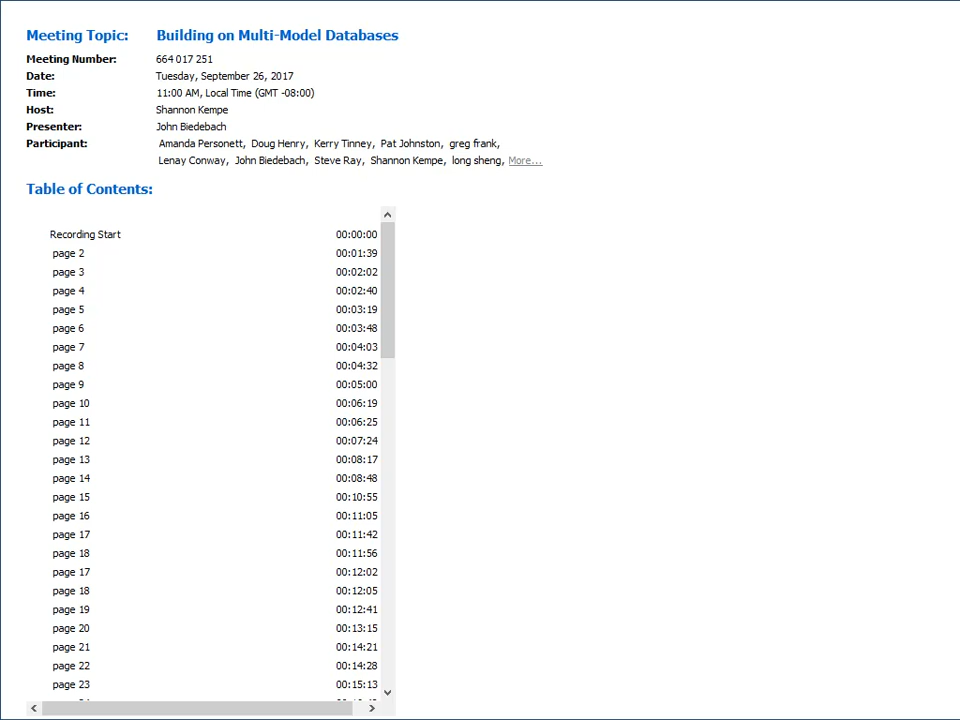 Meeting Topic: Building on Multi-Model Databases
Meeting Number: 664 017 251
Date: Tuesday, September 26, 2017
Time: 11:00 AM, Local Time (GMT -08:00)
Host: Shannon Kempe
Presenter: John Biedebach
Participant: Amanda Personett, Doug Henry, Kerry Tinney, Pat Johnston, greg frank,
Lenay Conway, John Biedebach, Steve Ray, Shannon Kempe, long sheng, More...
Table of Contents:
Recording Start 00:00:00
page 2 00:01:39
page 3 00:02:02
page 4 00:02:40
page 5 00:03:19
page 6 00:03:48
page 7 00:04:03
page 8 00:04:32
page 9 00:05:00
page 10 00:06:19
page 11 00:06:25
page 12 00:07:24
page 13 00:08:17
page 14 00:08:48
page 15 00:10:55
page 16 00:11:05
page 17 00:11:42
page 18 00:11:56
page 17 00:12:02
page 18 00:12:05
page 19 00:12:41
page 20 00:13:15
page 21 00:14:21
page 22 00:14:28
page 23 00:15:13